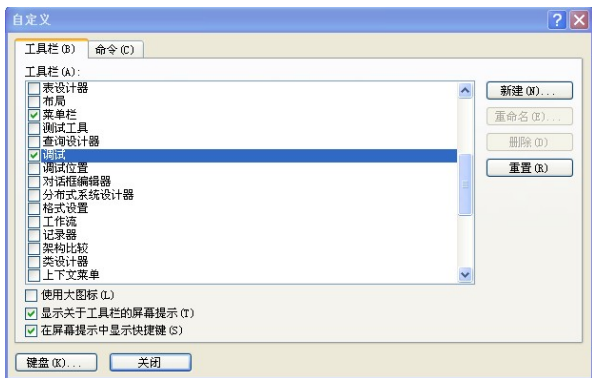 自定义
工具栏(B)
命令(C)
工具栏(A):
表设计器
布局
菜单栏
测试工具
查询设计器
调试
调试位置
对话框编辑器
分布式系统设计器
格式设置
工作流
记录器
架构比较
类设计器
上下文菜单
新建(N)...
重命名(E)...
删除(D)
重置(R)
使用大图标(L)
显示关于工具栏的屏幕提示(T)
在屏幕提示中显示快捷键(S)
键盘(K)...
关闭